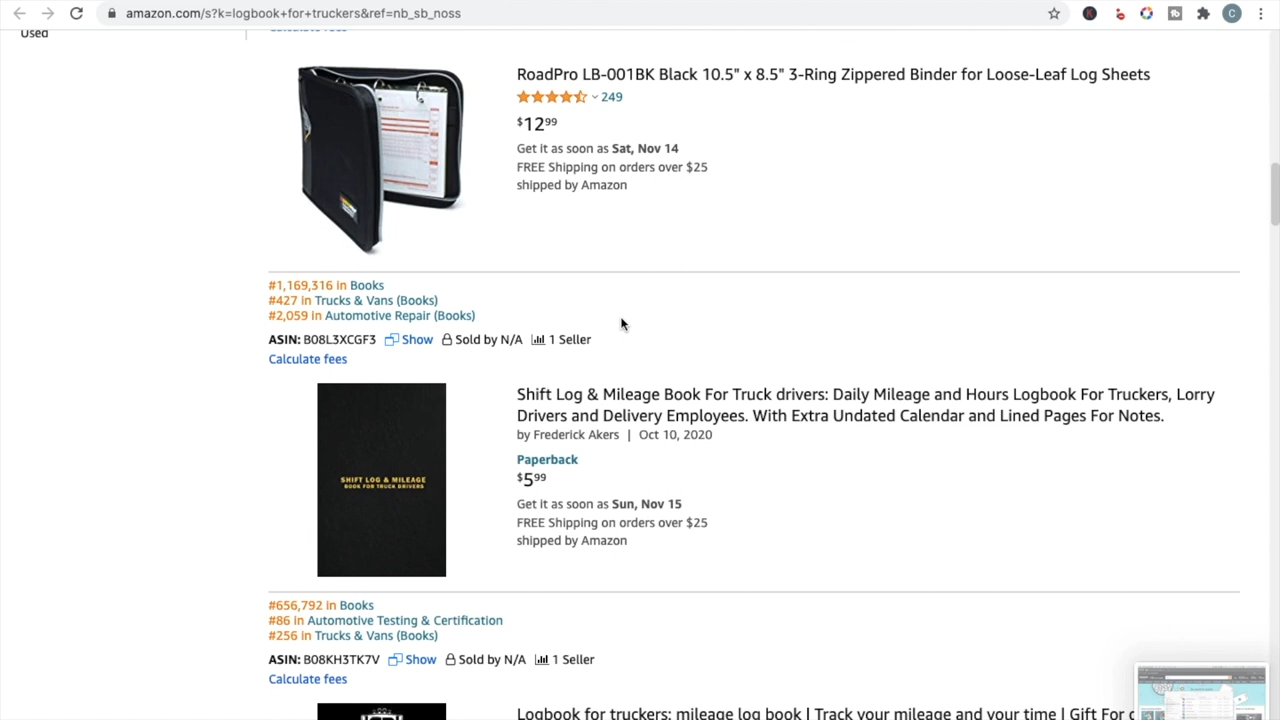 amazon.com/s?k=logbook+for+truckers&ref=nb_sb_noss
Used
Calculate fees
RoadPro LB-001BK Black 10.5" x 8.5" 3-Ring Zippered Binder for Loose-Leaf Log Sheets
249
$12 99
Get it as soon as Sat, Nov 14
FREE Shipping on orders over $25
shipped by Amazon
#1,169,316 in Books
#427 in Trucks & Vans (Books)
#2,059 in Automotive Repair (Books)
ASIN: B08L3XCGF3 Show Sold by N/A 1 Seller
Calculate fees
SHIFT LOG & MILEAGE
BOOK FOR TRUCK DRIVERS
Shift Log & Mileage Book For Truck drivers: Daily Mileage and Hours Logbook For Truckers, Lorry
Drivers and Delivery Employees. With Extra Undated Calendar and Lined Pages For Notes.
by Frederick Akers | Oct 10, 2020
Paperback
$5 99
Get it as soon as Sun, Nov 15
FREE Shipping on orders over $25
shipped by Amazon
#656,792 in Books
#86 in Automotive Testing & Certification
#256 in Trucks & Vans (Books)
ASIN: B08KH3TK7V Show Sold by N/A 1 Seller
Calculate fees
Logbook for truckers: mileage log book | Track your mileage and your time | Gift For